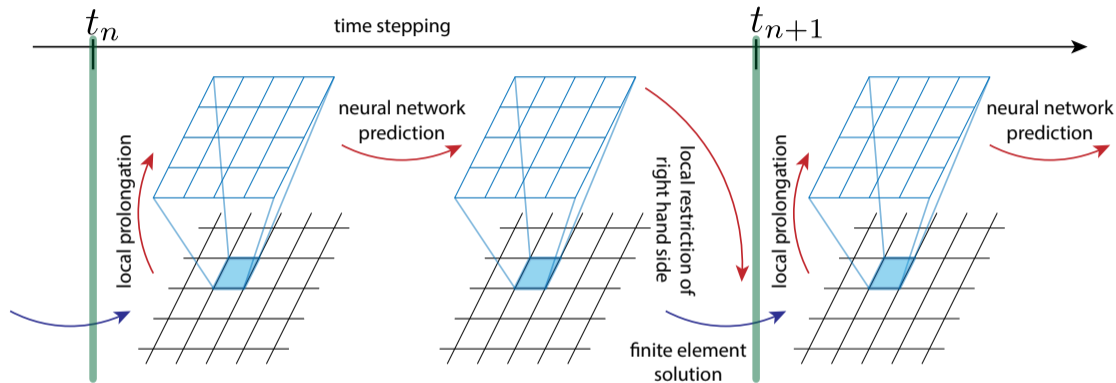 t_n
time stepping
t_{n+1}
local prolongation
neural network
prediction
local restriction of
right hand side
finite element
solution
local prolongation
neural network
prediction